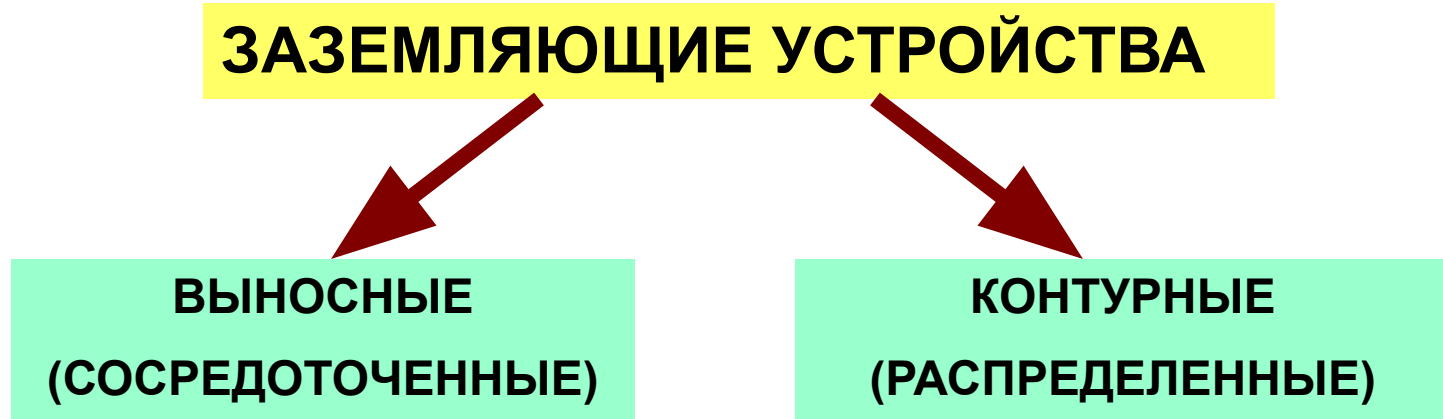 ЗАЗЕМЛЯЮЩИЕ УСТРОЙСТВА
ВЫНОСНЫЕ
(СОСРЕДОТОЧЕННЫЕ)
КОНТУРНЫЕ
(РАСПРЕДЕЛЕННЫЕ)